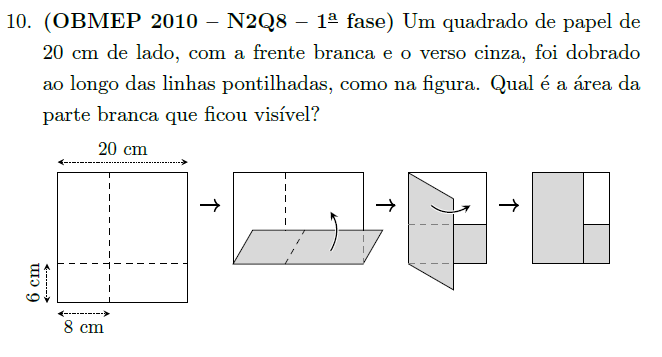 10. (OBMEP 2010 – N2Q8 – 1ª fase) Um quadrado de papel de
20 cm de lado, com a frente branca e o verso cinza, foi dobrado
ao longo das linhas pontilhadas, como na figura. Qual é a área da
parte branca que ficou visível?
20 cm
6 cm
8 cm